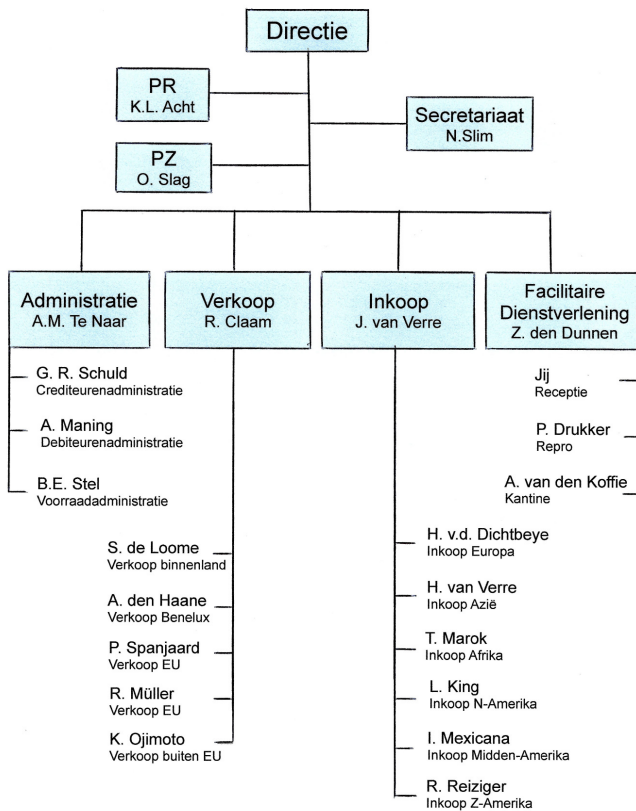 Directie
PR
K.L. Acht
Secretariaat
N.Slim
PZ
O. Slag
Administratie
A.M. Te Naar
Verkoop
R. Claam
Inkoop
J. van Verre
Facilitaire
Dienstverlening
Z. den Dunnen
G. R. Schuld
Crediteurenadministratie
A. Maning
Debiteurenadministratie
B.E. Stel
Voorraadadministratie
S. de Loome
Verkoop binnenland
A. den Haane
Verkoop Benelux
P. Spanjaard
Verkoop EU
R. Müller
Verkoop EU
K. Ojimoto
Verkoop buiten EU
H. v.d. Dichtbeye
Inkoop Europa
H. van Verre
Inkoop Azië
T. Marok
Inkoop Afrika
L. King
Inkoop N-Amerika
I. Mexicana
Inkoop Midden-Amerika
R. Reiziger
Inkoop Z-Amerika
Jij
Receptie
P. Drukker
Repro
A. van den Koffie
Kantine